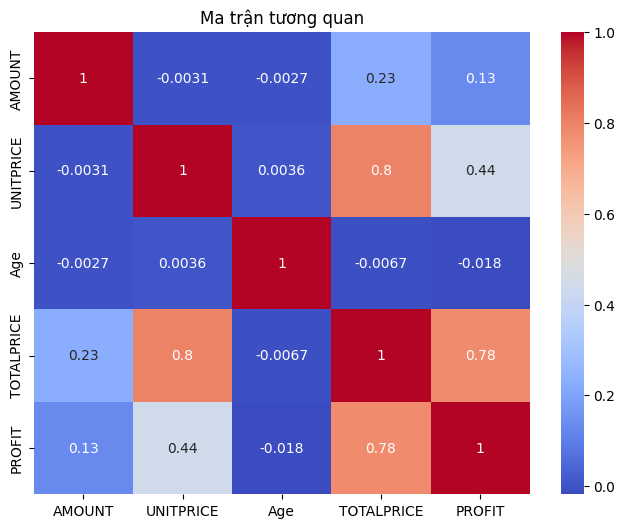 Ma trận tương quan
AMOUNT 1 -0.0031 -0.0027 0.23 0.13
UNITPRICE -0.0031 1 0.0036 0.8 0.44
Age -0.0027 0.0036 1 -0.0067 -0.018
TOTALPRICE 0.23 0.8 -0.0067 1 0.78
PROFIT 0.13 0.44 -0.018 0.78 1
AMOUNT UNITPRICE Age TOTALPRICE PROFIT
1.0
0.8
0.6
0.4
0.2
0.0